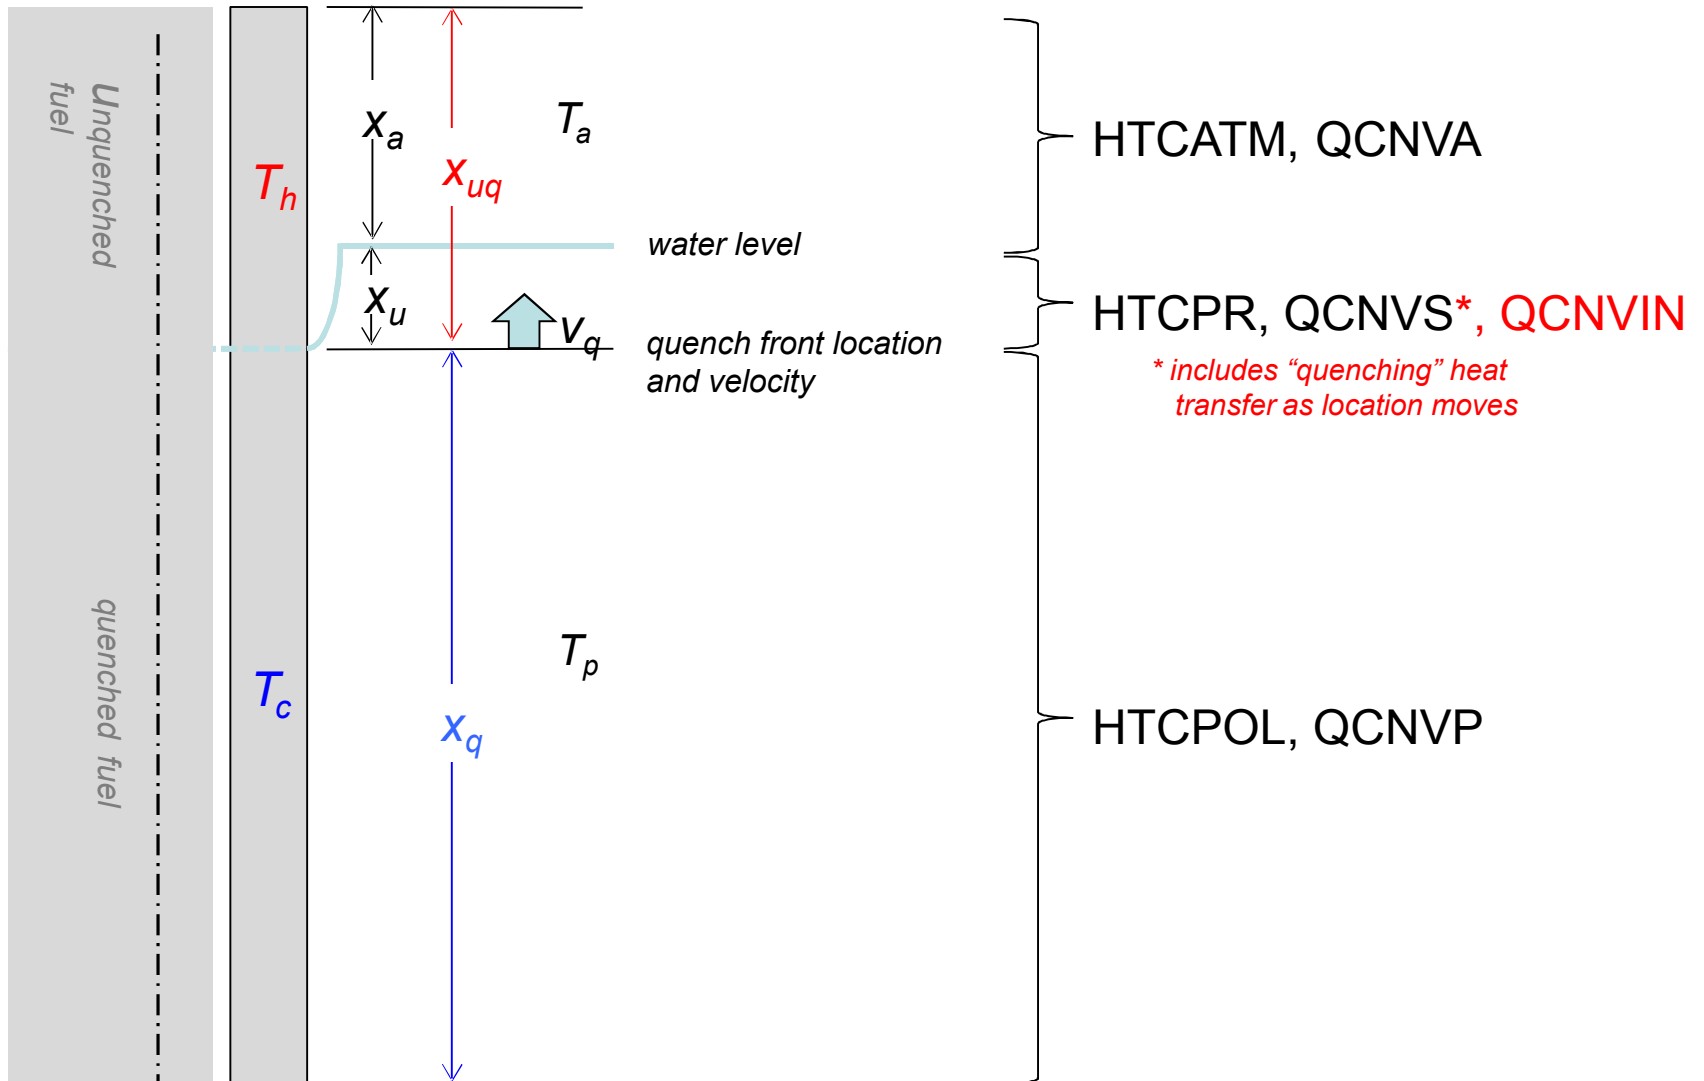 Unquenched
fuel
quenched fuel
T_h
T_c
x_a
x_uq
T_a
x_u
v_q
x_q
T_p
water level
quench front location
and velocity
HTCATM, QCNVA
HTCPR, QCNVS*, QCNVIN
* includes “quenching” heat
transfer as location moves
HTCPOL, QCNVP